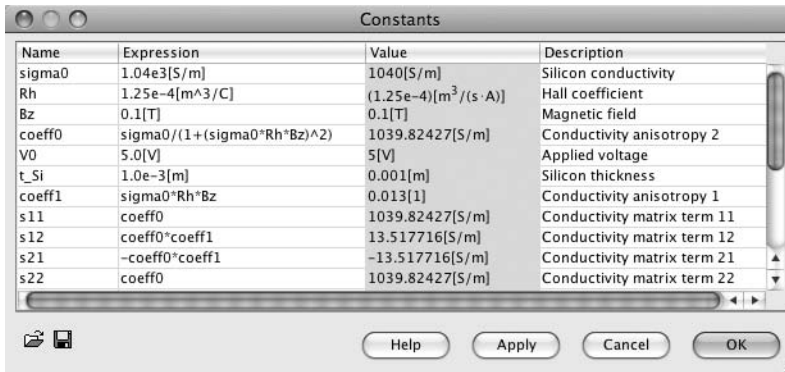 Constants
Name Expression Value Description
sigma0 1.04e3[S/m] 1040[S/m] Silicon conductivity
Rh 1.25e-4[m^3/C] (1.25e-4)[m³/(s·A)] Hall coefficient
Bz 0.1[T] 0.1[T] Magnetic field
coeff0 sigma0/(1+(sigma0*Rh*Bz)^2) 1039.82427[S/m] Conductivity anisotropy 2
V0 5.0[V] 5[V] Applied voltage
t_Si 1.0e-3[m] 0.001[m] Silicon thickness
coeff1 sigma0*Rh*Bz 0.013[1] Conductivity anisotropy 1
s11 coeff0 1039.82427[S/m] Conductivity matrix term 11
s12 coeff0*coeff1 13.517716[S/m] Conductivity matrix term 12
s21 -coeff0*coeff1 -13.517716[S/m] Conductivity matrix term 21
s22 coeff0 1039.82427[S/m] Conductivity matrix term 22
Help Apply Cancel OK